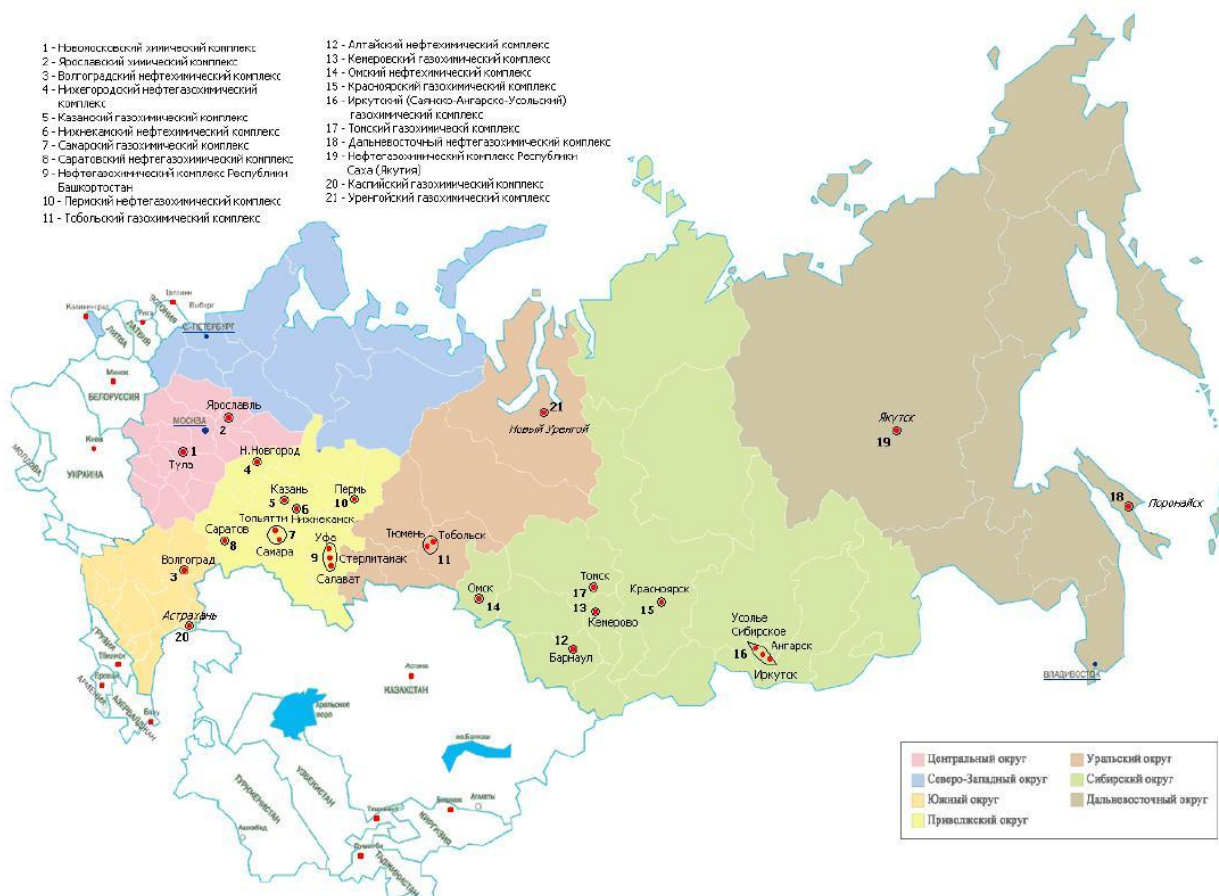 1 - Новомосковский химический комплекс
2 - Ярославский химический комплекс
3 - Волгоградский нефтехимический комплекс
4 - Нижегородский нефтегазохимический
комплекс
5 - Казанский газохимический комплекс
6 - Нижнекамский нефтехимический комплекс
7 - Самарский газохимический комплекс
8 - Саратовский нефтегазохимический комплекс
9 - Нефтегазохимический комплекс Республики
Башкортостан
10 - Пермский нефтегазохимический комплекс
11 - Тобольский газохимический комплекс
12 - Алтайский нефтехимический комплекс
13 - Кемеровский газохимический комплекс
14 - Омский нефтехимический комплекс
15 - Красноярский газохимический комплекс
16 - Иркутский (Саянско-Ангарско-Усольский)
газохимический комплекс
17 - Томский газохимическй комплекс
18 - Дальневосточный нефтегазохимический комплекс
19 - Нефтегазохимический комплекс Республики
Саха (Якутия)
20 - Каспийский газохимический комплекс
21 - Уренгойский газохимический комплекс
Таллинн
Выборг
Калининград
ЭСТОНИЯ
Рига
ЛАТВИЯ
ЛИТВА
С-ПЕТЕРБУРГ
Минск
БЕЛОРУССИЯ
Киев
УКРАИНА
МОЛДОВА
Ярославль
2
МОСКВА
1
Тула
Н.Новгород
4
Казань
5
6
Нижнекамск
Пермь
10
Тольятти
7
Самара
Саратов
8
Уфа
9
Стерлитамак
Салават
Волгоград
3
Астрахань
20
Тюмень
Тобольск
11
21
Новый Уренгой
Омск
14
Томск
17
13
Кемерово
Красноярск
15
12
Барнаул
Усолье
Сибирское
16
Ангарск
Иркутск
Якутск
19
18
Поронайск
ВЛАДИВОСТОК
ГРУЗИЯ
Тбилиси
Ереван
АРМЕНИЯ
АЗЕРБАЙДЖАН
Баку
Астана
КАЗАХСТАН
Аральское
море
оз.Балхаш
ТУРКМЕНИСТАН
УЗБЕКИСТАН
Ашхабад
Ташкент
Бишкек
Алматы
КИРГИЗИЯ
Душанбе
ТАДЖИКИСТАН
Центральный округ
Северо-Западный округ
Южный округ
Приволжский округ
Уральский округ
Сибирский округ
Дальневосточный округ